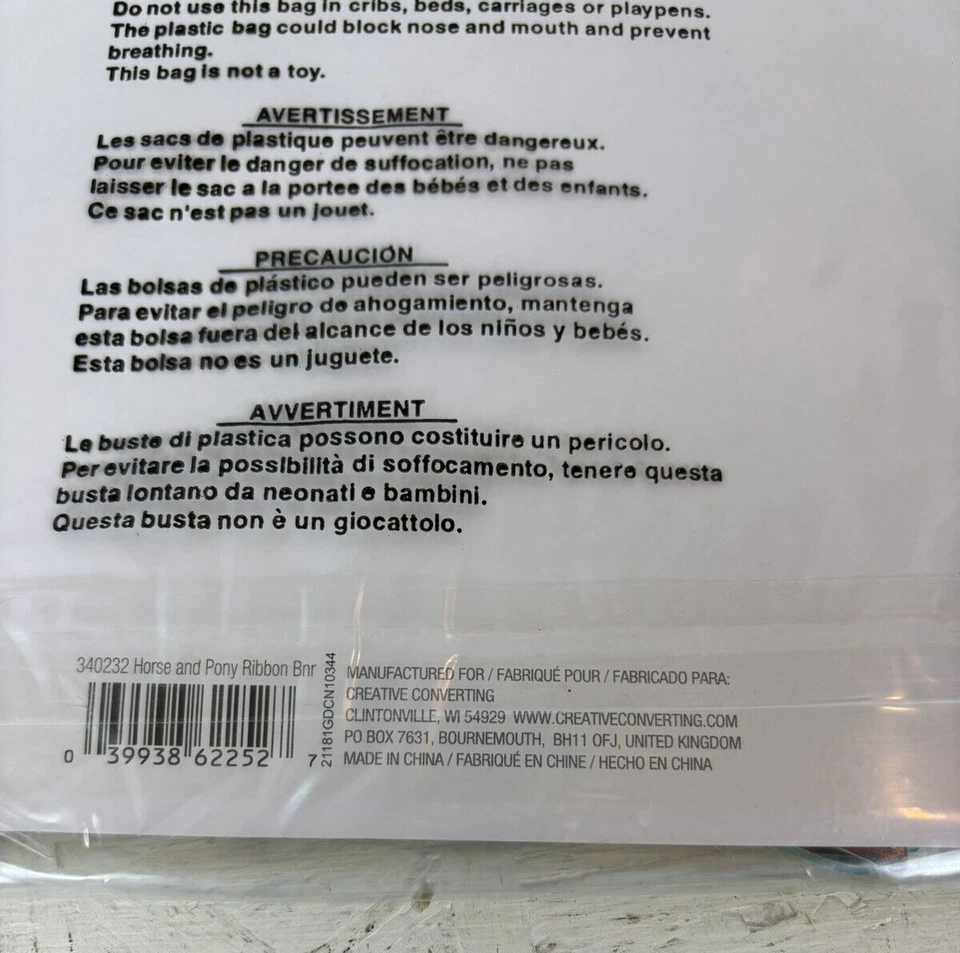 Do not use this bag in cribs, beds, carriages or playpens.
The plastic bag could block nose and mouth and prevent
breathing.
This bag is not a toy.
AVERTISSEMENT
Les sacs de plastique peuvent être dangereux.
Pour eviter le danger de suffocation, ne pas
laisser le sac a la portee des bébés et des enfants.
Ce sac n'est pas un jouet.
PRECAUCIÓN
Las bolsas de plástico pueden ser peligrosas.
Para evitar el peligro de ahogamiento, mantenga
esta bolsa fuera del alcance de los niños y bebés.
Esta bolsa no es un juguete.
AVVERTIMENT
Le buste di plastica possono costituire un pericolo.
Per evitare la possibilità di soffocamento, tenere questa
busta lontano da neonati e bambini.
Questa busta non è un giocattolo.
340232 Horse and Pony Ribbon Bnr
0 39938 62252 7
21181GDCN10344
MANUFACTURED FOR / FABRIQUÉ POUR / FABRICADO PARA:
CREATIVE CONVERTING
CLINTONVILLE, WI 54929 WWW.CREATIVECONVERTING.COM
PO BOX 7631, BOURNEMOUTH, BH11 OFJ, UNITED KINGDOM
MADE IN CHINA / FABRIQUÉ EN CHINE / HECHO EN CHINA